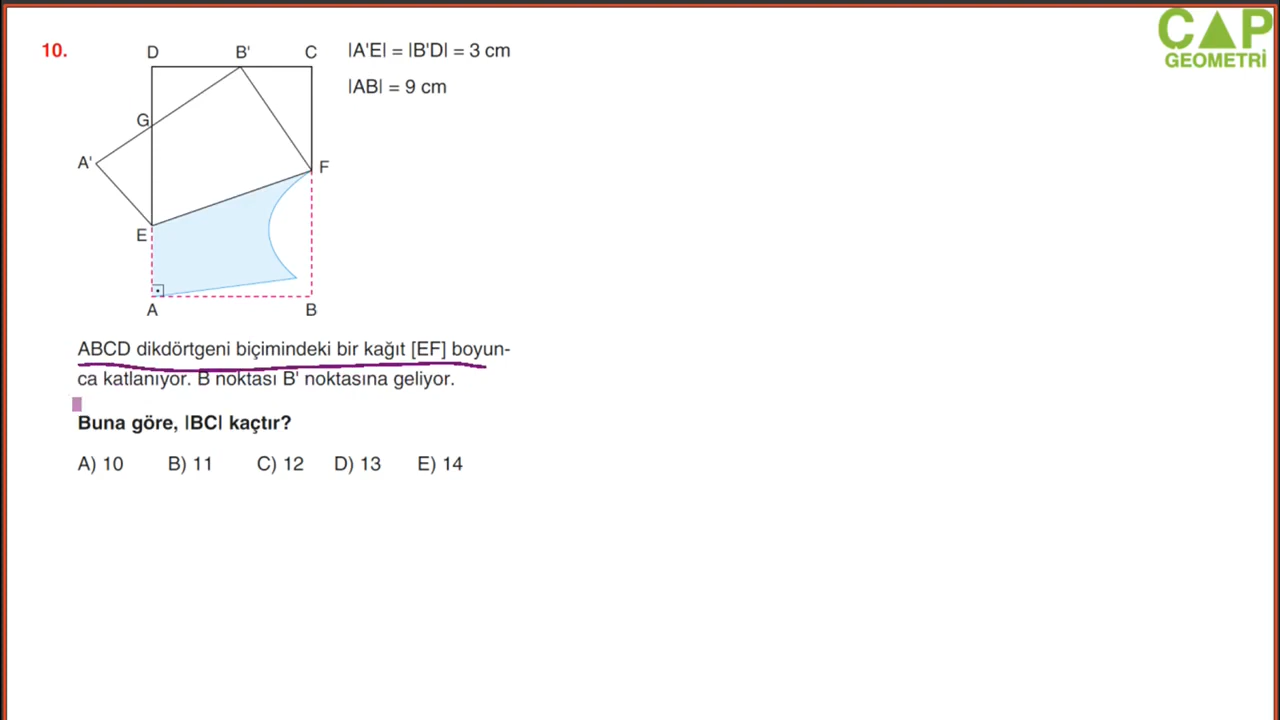 ÇAP
GEOMETRİ
10.
D B' C
|A'E| = |B'D| = 3 cm
|AB| = 9 cm
G
A'
F
E
A B
ABCD dikdörtgeni biçimindeki bir kağıt [EF] boyun-
ca katlanıyor. B noktası B' noktasına geliyor.
Buna göre, |BC| kaçtır?
A) 10 B) 11 C) 12 D) 13 E) 14